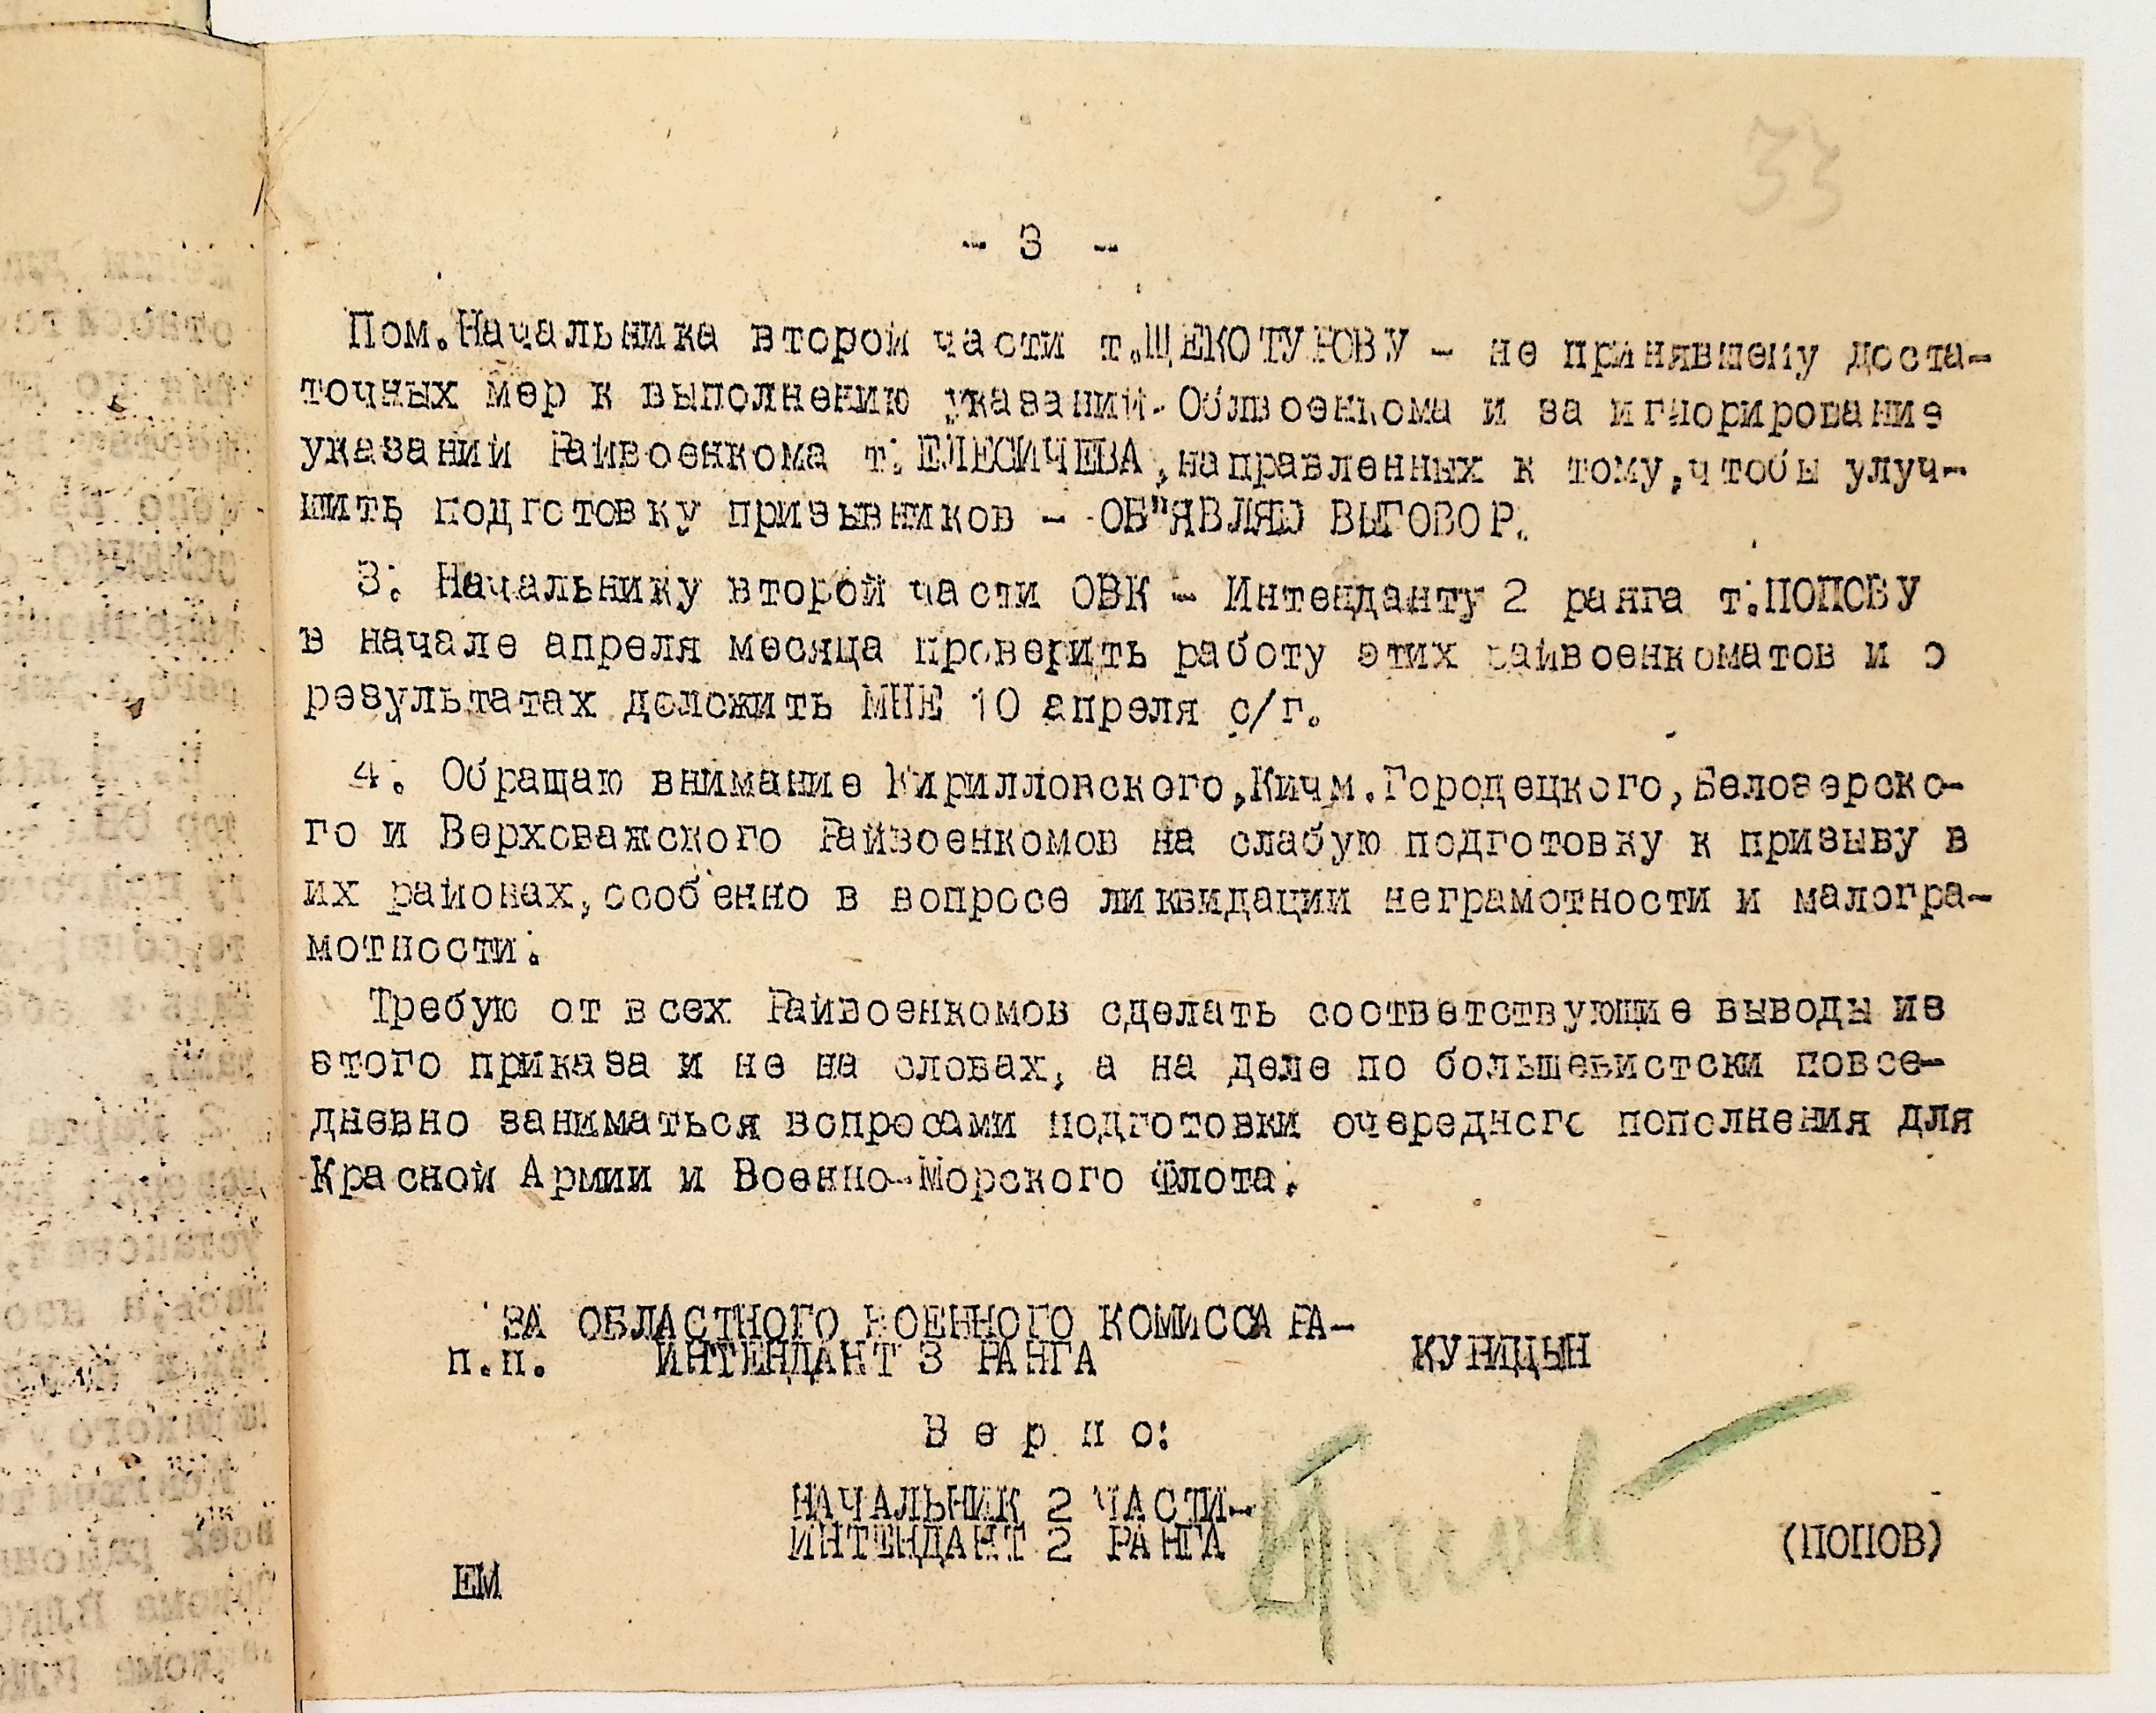 33
- 3 -
Пом.Начальника второй части т.ЩЕКОТУРОВУ - не принявшему доста-
точных мер к выполнению указаний Облвоенкома и за игнорирование
указаний Райвоенкома т.ЕЛЕСИЧЕВА,направленных к тому,чтобы улуч-
шить подготовку призывников - ОБ"ЯВЛЯЮ ВЫГОВОР.
3. Начальнику второй части ОВК - Интенданту 2 ранга т.ПОПОВУ
в начале апреля месяца проверить работу этих райвоенкоматов и о
результатах доложить МНЕ 10 апреля с/г.
4. Обращаю внимание Кирилловского,Кичм.Городецкого,Белозерско-
го и Верховажского Райвоенкомов на слабую подготовку к призыву в
их районах,особенно в вопросе ликвидации неграмотности и малогра-
мотности.
Требую от всех Райвоенкомов сделать соответствующие выводы из
этого приказа и не на словах, а на деле по большевистски повсе-
дневно заниматься вопросами подготовки очередного пополнения для
Красной Армии и Военно-Морского Флота.
ЗА ОБЛАСТНОГО ВОЕННОГО КОМИССАРА-
п.п. ИНТЕНДАНТ 3 РАНГА КУНИЦЫН
В е р н о:
НАЧАЛЬНИК 2 ЧАСТИ-
ИНТЕНДАНТ 2 РАНГА Попов (ПОПОВ)
ЕМ